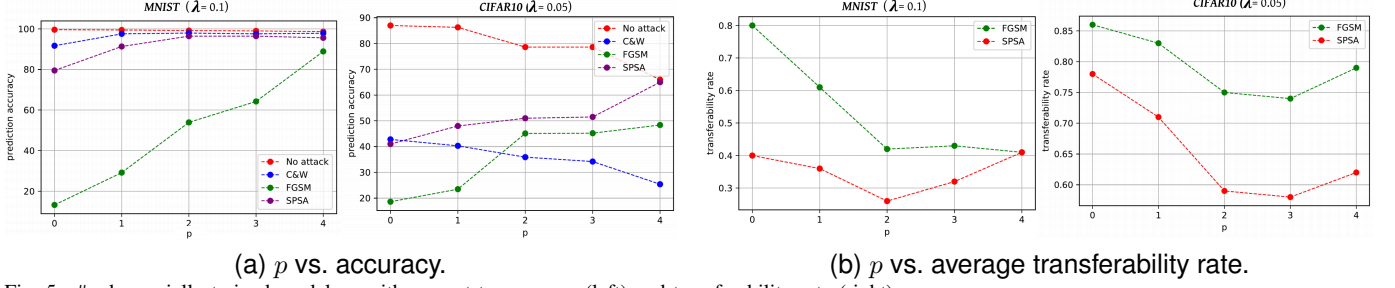 MNIST (λ = 0.1)
prediction accuracy
100
80
60
40
20
0 1 2 3 4
p
No attack
C&W
FGSM
SPSA
CIFAR10 (λ = 0.05)
prediction accuracy
90
80
70
60
50
40
30
20
0 1 2 3 4
p
No attack
C&W
FGSM
SPSA
(a) p vs. accuracy.
MNIST (λ = 0.1)
transferability rate
0.8
0.7
0.6
0.5
0.4
0.3
0 1 2 3 4
p
FGSM
SPSA
CIFAR10 (λ = 0.05)
transferability rate
0.85
0.80
0.75
0.70
0.65
0.60
0 1 2 3 4
p
FGSM
SPSA
(b) p vs. average transferability rate.